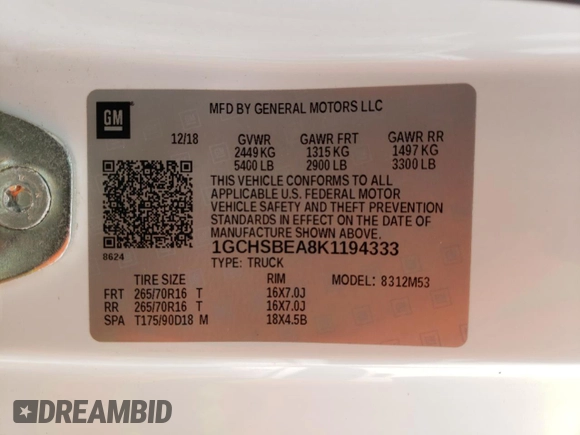 GM
MFD BY GENERAL MOTORS LLC
12/18 GVWR GAWR FRT GAWR RR
2449 KG 1315 KG 1497 KG
5400 LB 2900 LB 3300 LB
THIS VEHICLE CONFORMS TO ALL
APPLICABLE U.S. FEDERAL MOTOR
VEHICLE SAFETY AND THEFT PREVENTION
STANDARDS IN EFFECT ON THE DATE OF
MANUFACTURE SHOWN ABOVE.
1GCHSBEA8K1194333
8624 TYPE: TRUCK
MODEL: 8312M53
TIRE SIZE RIM
FRT 265/70R16 T 16X7.0J
RR 265/70R16 T 16X7.0J
SPA T175/90D18 M 18X4.5B
DREAMBID